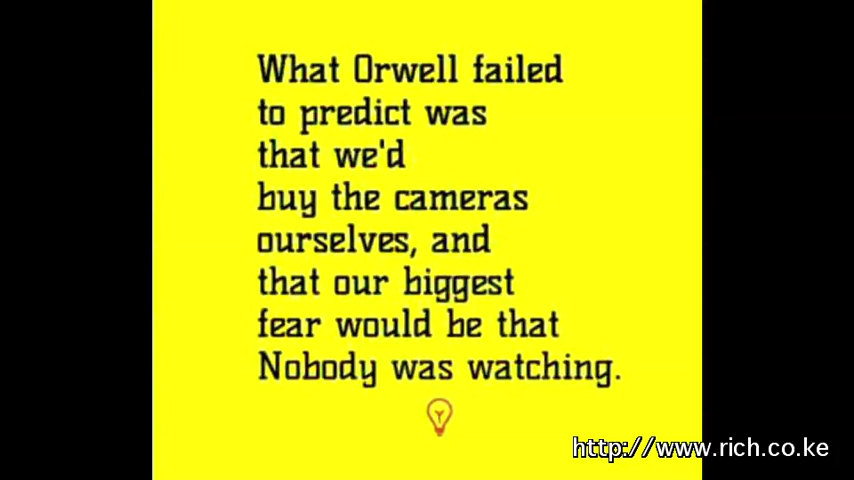 What Orwell failed
to predict was
that we'd
buy the cameras
ourselves, and
that our biggest
fear would be that
Nobody was watching.
http://www.rich.co.ke